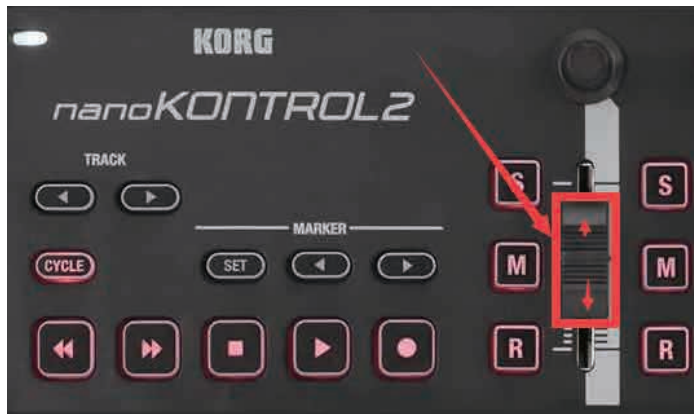 KORG
nanoKONTROL2
TRACK
MARKER
CYCLE
SET
S
M
R
S
M
R